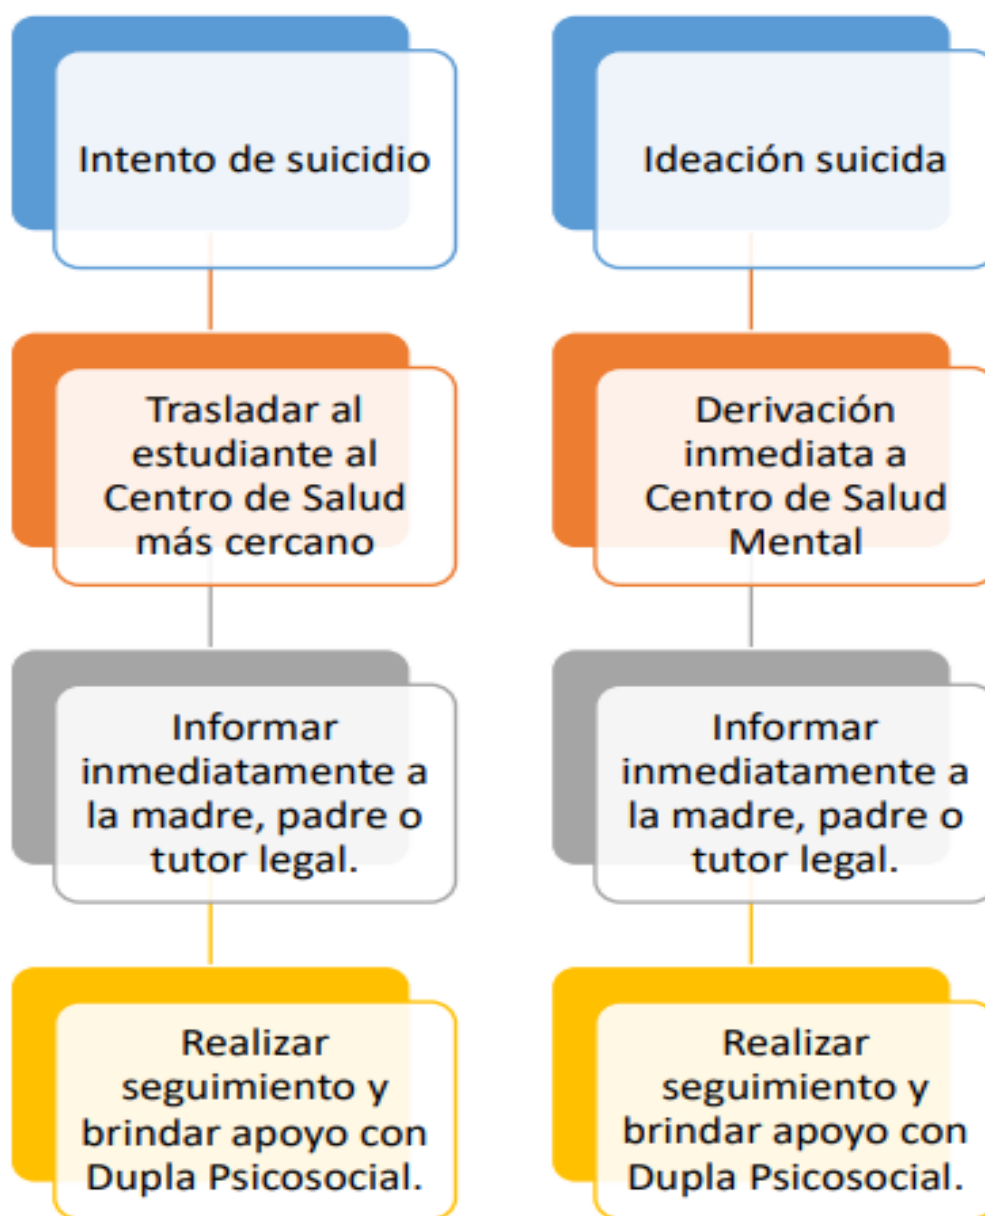 Intento de suicidio
Trasladar al
estudiante al
Centro de Salud
más cercano
Informar
inmediatamente a
la madre, padre o
tutor legal.
Realizar
seguimiento y
brindar apoyo con
Dupla Psicosocial.
Ideación suicida
Derivación
inmediata a
Centro de Salud
Mental
Informar
inmediatamente a
la madre, padre o
tutor legal.
Realizar
seguimiento y
brindar apoyo con
Dupla Psicosocial.